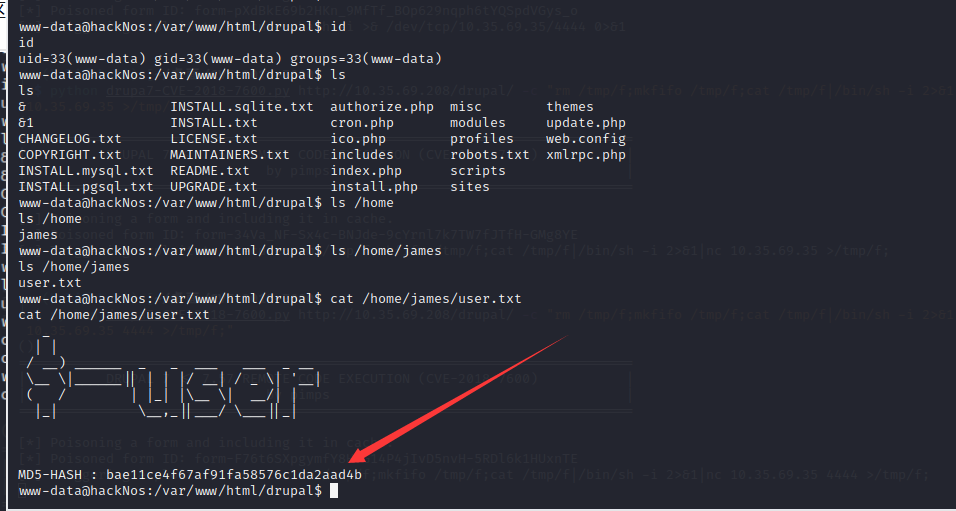 www-data@hackNos:/var/www/html/drupal$ id
id
uid=33(www-data) gid=33(www-data) groups=33(www-data)
www-data@hackNos:/var/www/html/drupal$ ls
ls
& INSTALL.sqlite.txt authorize.php misc themes
&1 INSTALL.txt cron.php modules update.php
CHANGELOG.txt LICENSE.txt ico.php profiles web.config
COPYRIGHT.txt MAINTAINERS.txt includes robots.txt xmlrpc.php
INSTALL.mysql.txt README.txt index.php scripts
INSTALL.pgsql.txt UPGRADE.txt install.php sites
www-data@hackNos:/var/www/html/drupal$ ls /home
ls /home
james
www-data@hackNos:/var/www/html/drupal$ ls /home/james
ls /home/james
user.txt
www-data@hackNos:/var/www/html/drupal$ cat /home/james/user.txt
cat /home/james/user.txt
$-user
MD5-HASH : bae11ce4f67af91fa58576c1da2aad4b
www-data@hackNos:/var/www/html/drupal$